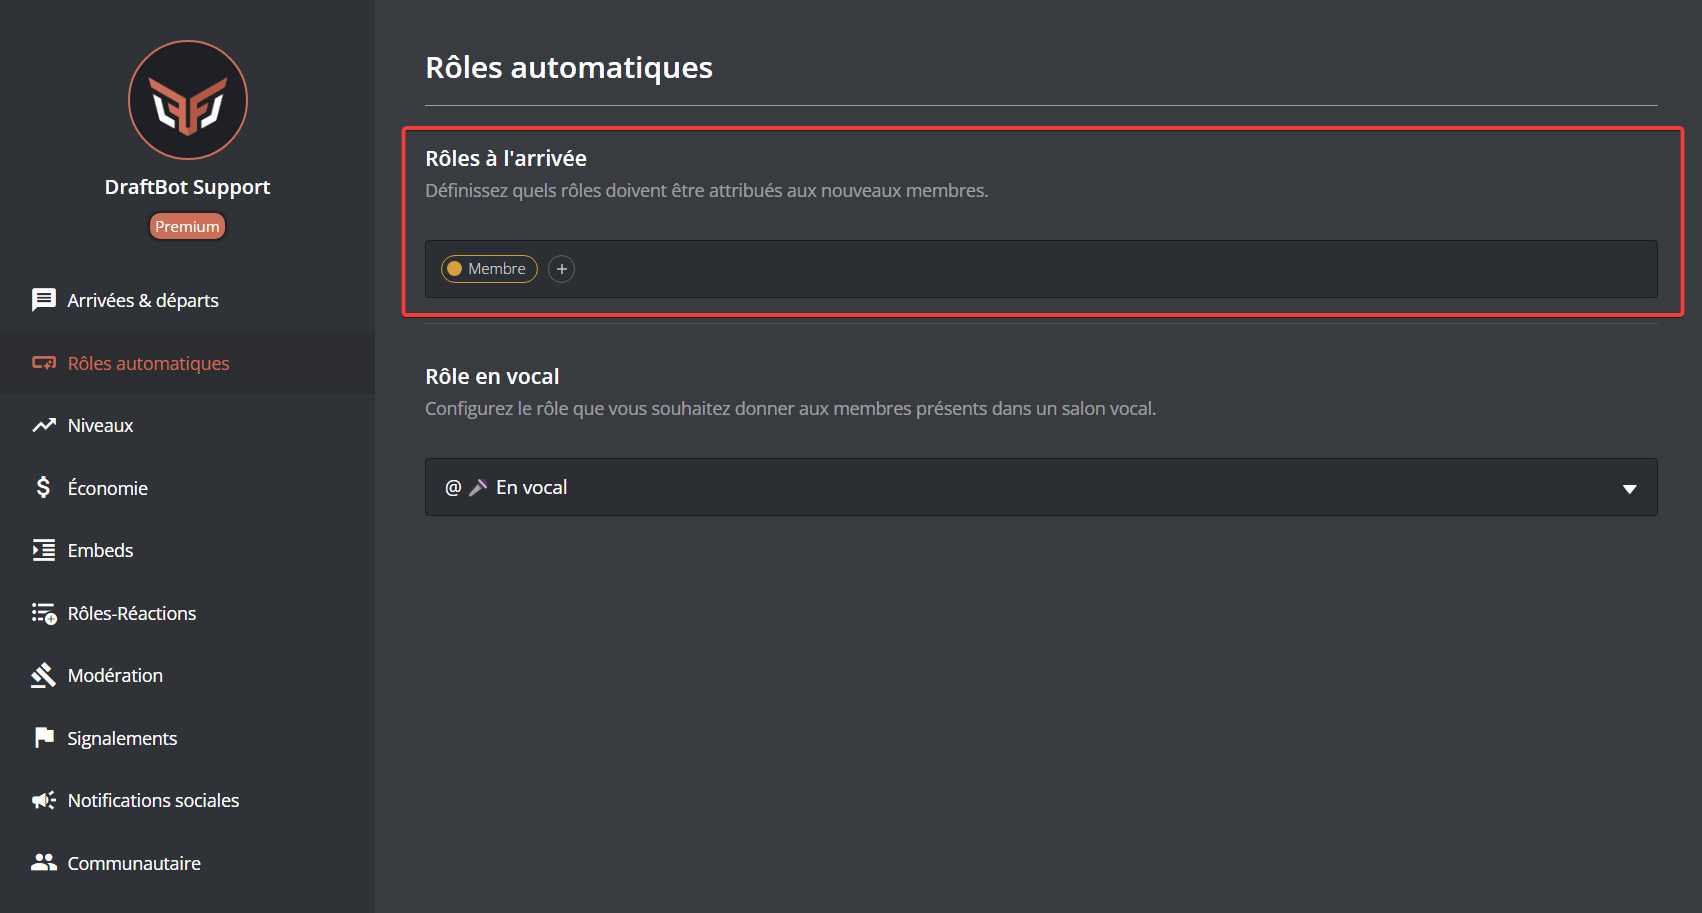 DraftBot Support
Premium
Arrivées & départs
Rôles automatiques
Niveaux
Économie
Embeds
Rôles-Réactions
Modération
Signalements
Notifications sociales
Communautaire
Rôles automatiques
Rôles à l'arrivée
Définissez quels rôles doivent être attribués aux nouveaux membres.
Membre
Rôle en vocal
Configurez le rôle que vous souhaitez donner aux membres présents dans un salon vocal.
@ 🎤 En vocal